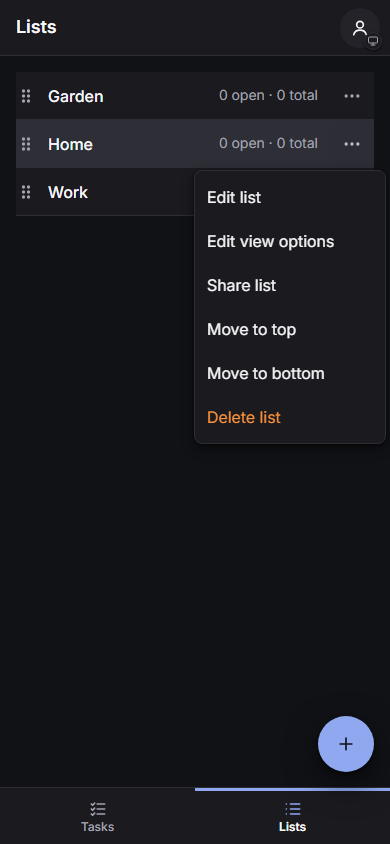 Lists
Garden 0 open · 0 total
Home 0 open · 0 total
Work
Edit list
Edit view options
Share list
Move to top
Move to bottom
Delete list
Tasks
Lists